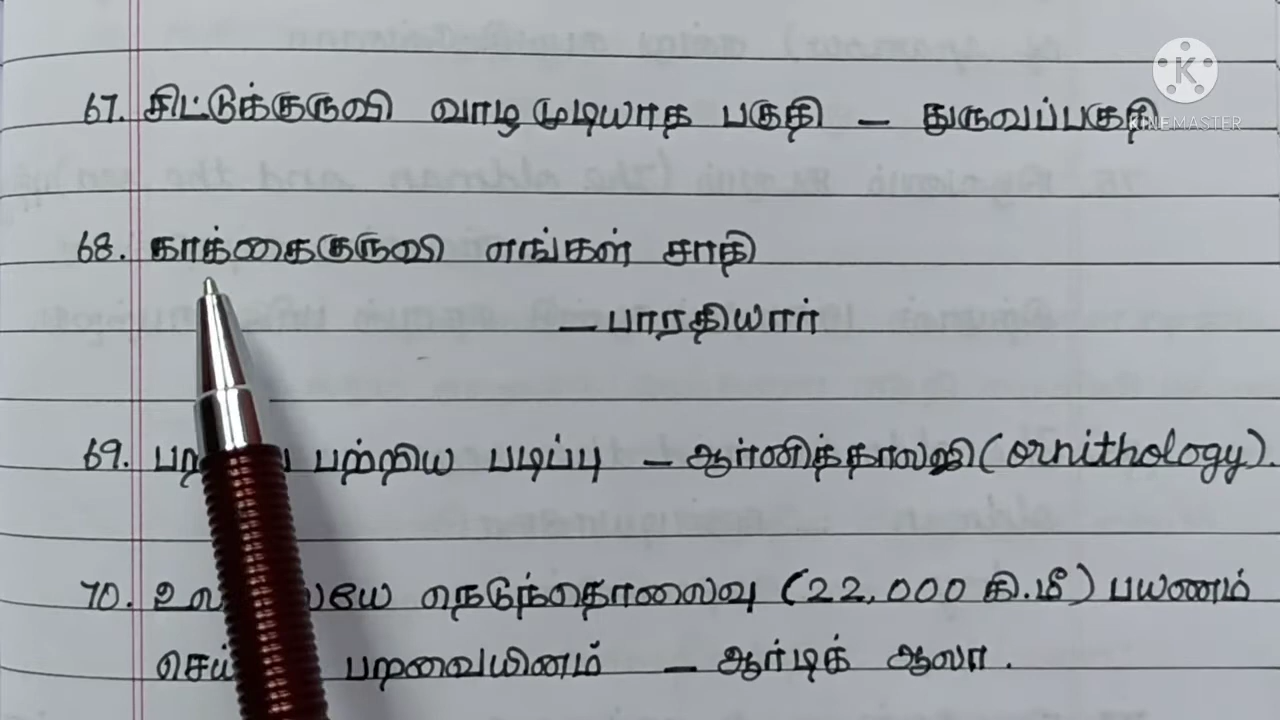 67. சிட்டுக்குருவி வாழ முடியாத பகுதி – துருவப்பகுதி
KINEMASTER
68. காக்கைகுருவி எங்கள் சாதி
– பாரதியார்
69. பற்றிய படிப்பு – ஆர்னித்தாலஜி (ornithology).
70. நெடுந்தொலைவு (22,000 கி.மீ) பயணம்
பறவையினம் – ஆர்டிக் ஆலா.